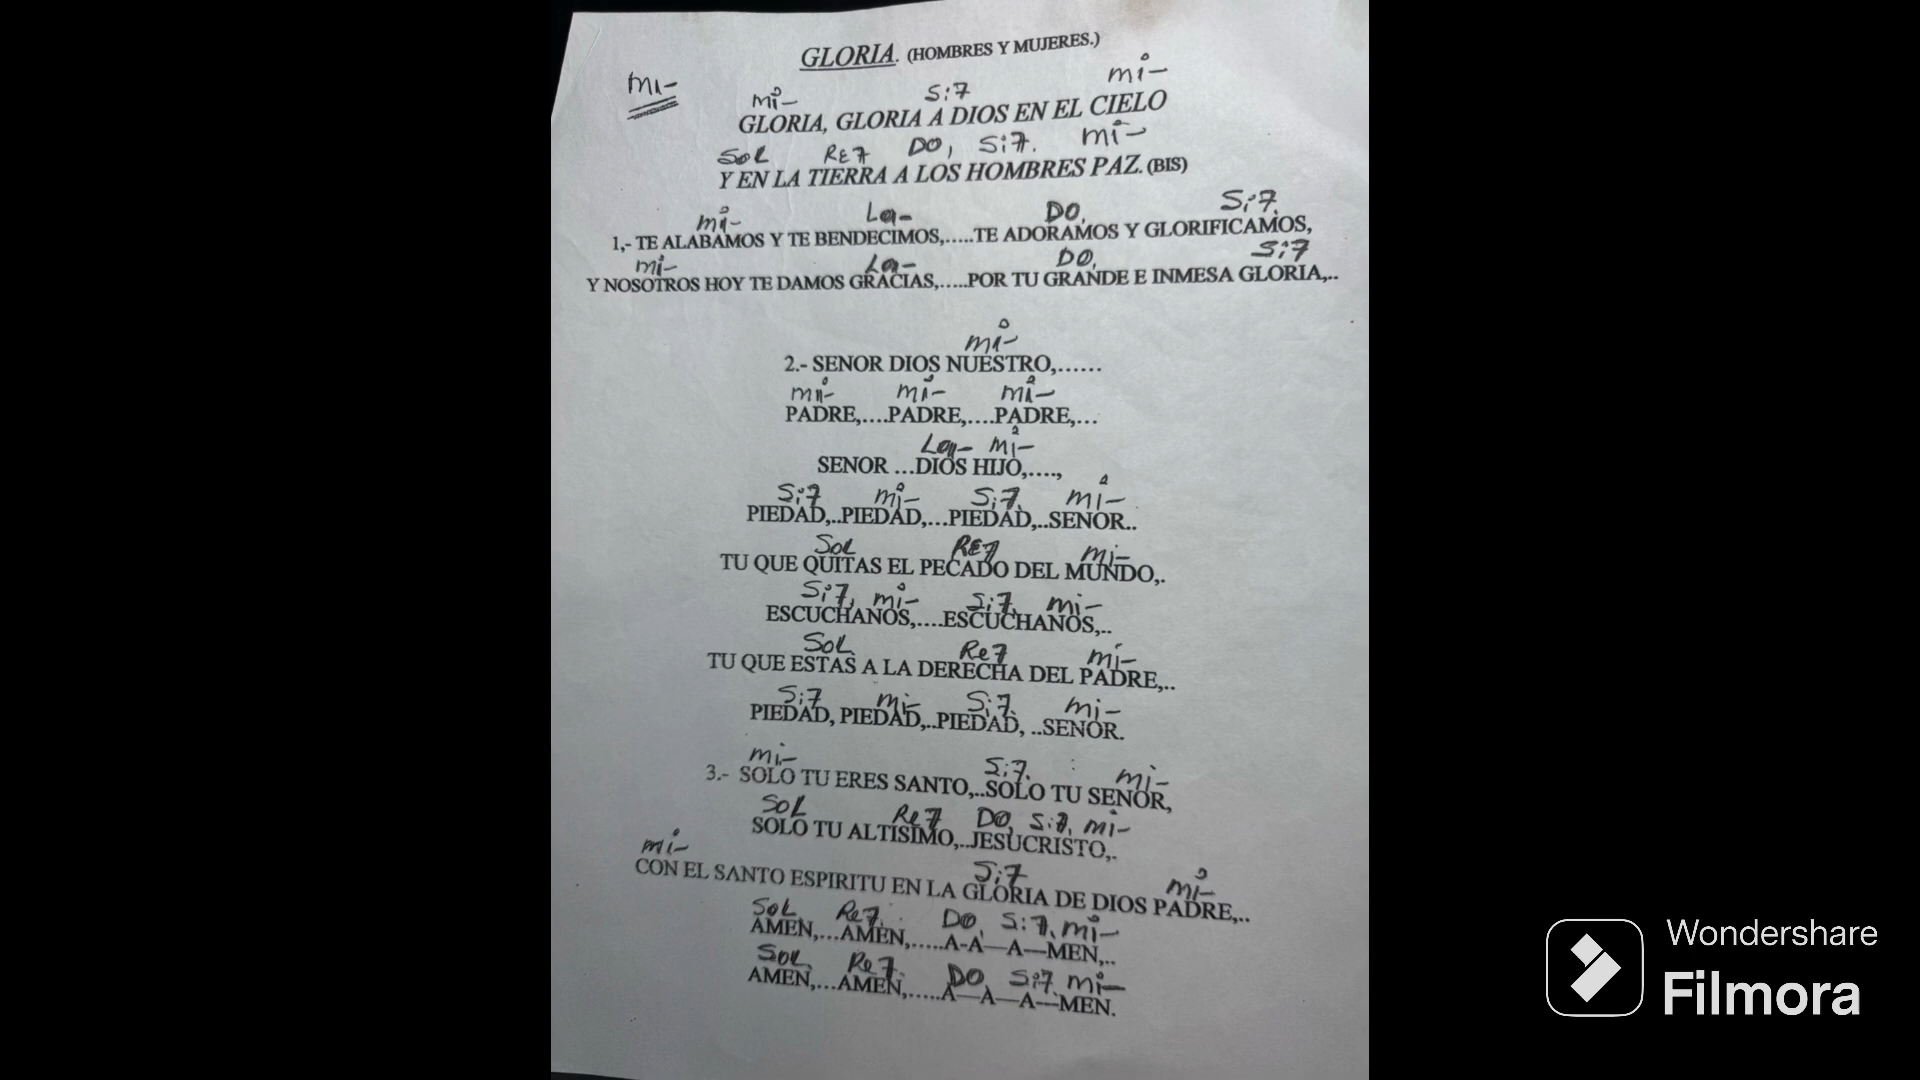 GLORIA. (HOMBRES Y MUJERES.)
mi-
mi- Si7 mi-
GLORIA, GLORIA A DIOS EN EL CIELO
SOL RE7 DO, Si7. mi-
Y EN LA TIERRA A LOS HOMBRES PAZ. (BIS)
mi- La- DO, Si7.
1,- TE ALABAMOS Y TE BENDECIMOS,.....TE ADORAMOS Y GLORIFICAMOS,
mi- La- DO, Si7
Y NOSOTROS HOY TE DAMOS GRACIAS,.....POR TU GRANDE E INMESA GLORIA,..
mi-
2.- SENOR DIOS NUESTRO,......
mi- mi- mi-
PADRE,....PADRE,....PADRE,...
La- mi-
SENOR ...DIOS HIJO,....,
Si7 mi- Si7. mi-
PIEDAD,..PIEDAD,...PIEDAD,..SENOR..
SOL RE7 mi-
TU QUE QUITAS EL PECADO DEL MUNDO,.
Si7, mi- Si7, mi-
ESCUCHANOS,....ESCUCHANOS,..
SOL Re7 mi-
TU QUE ESTAS A LA DERECHA DEL PADRE,..
Si7 mi- Si7. mi-
PIEDAD, PIEDAD,..PIEDAD, ..SENOR.
mi- Si7. mi-
3.- SOLO TU ERES SANTO,..SOLO TU SENOR,
SOL Re7 DO, Si7, mi-
SOLO TU ALTISIMO,..JESUCRISTO,.
mi- Si7 mi-
CON EL SANTO ESPIRITU EN LA GLORIA DE DIOS PADRE,..
SOL, Re7, DO, Si7, mi-
AMEN,...AMEN,.....A-A—A---MEN,..
SOL, Re7. DO, Si7, mi-
AMEN,...AMEN,.....A—A—A---MEN.
Wondershare
Filmora